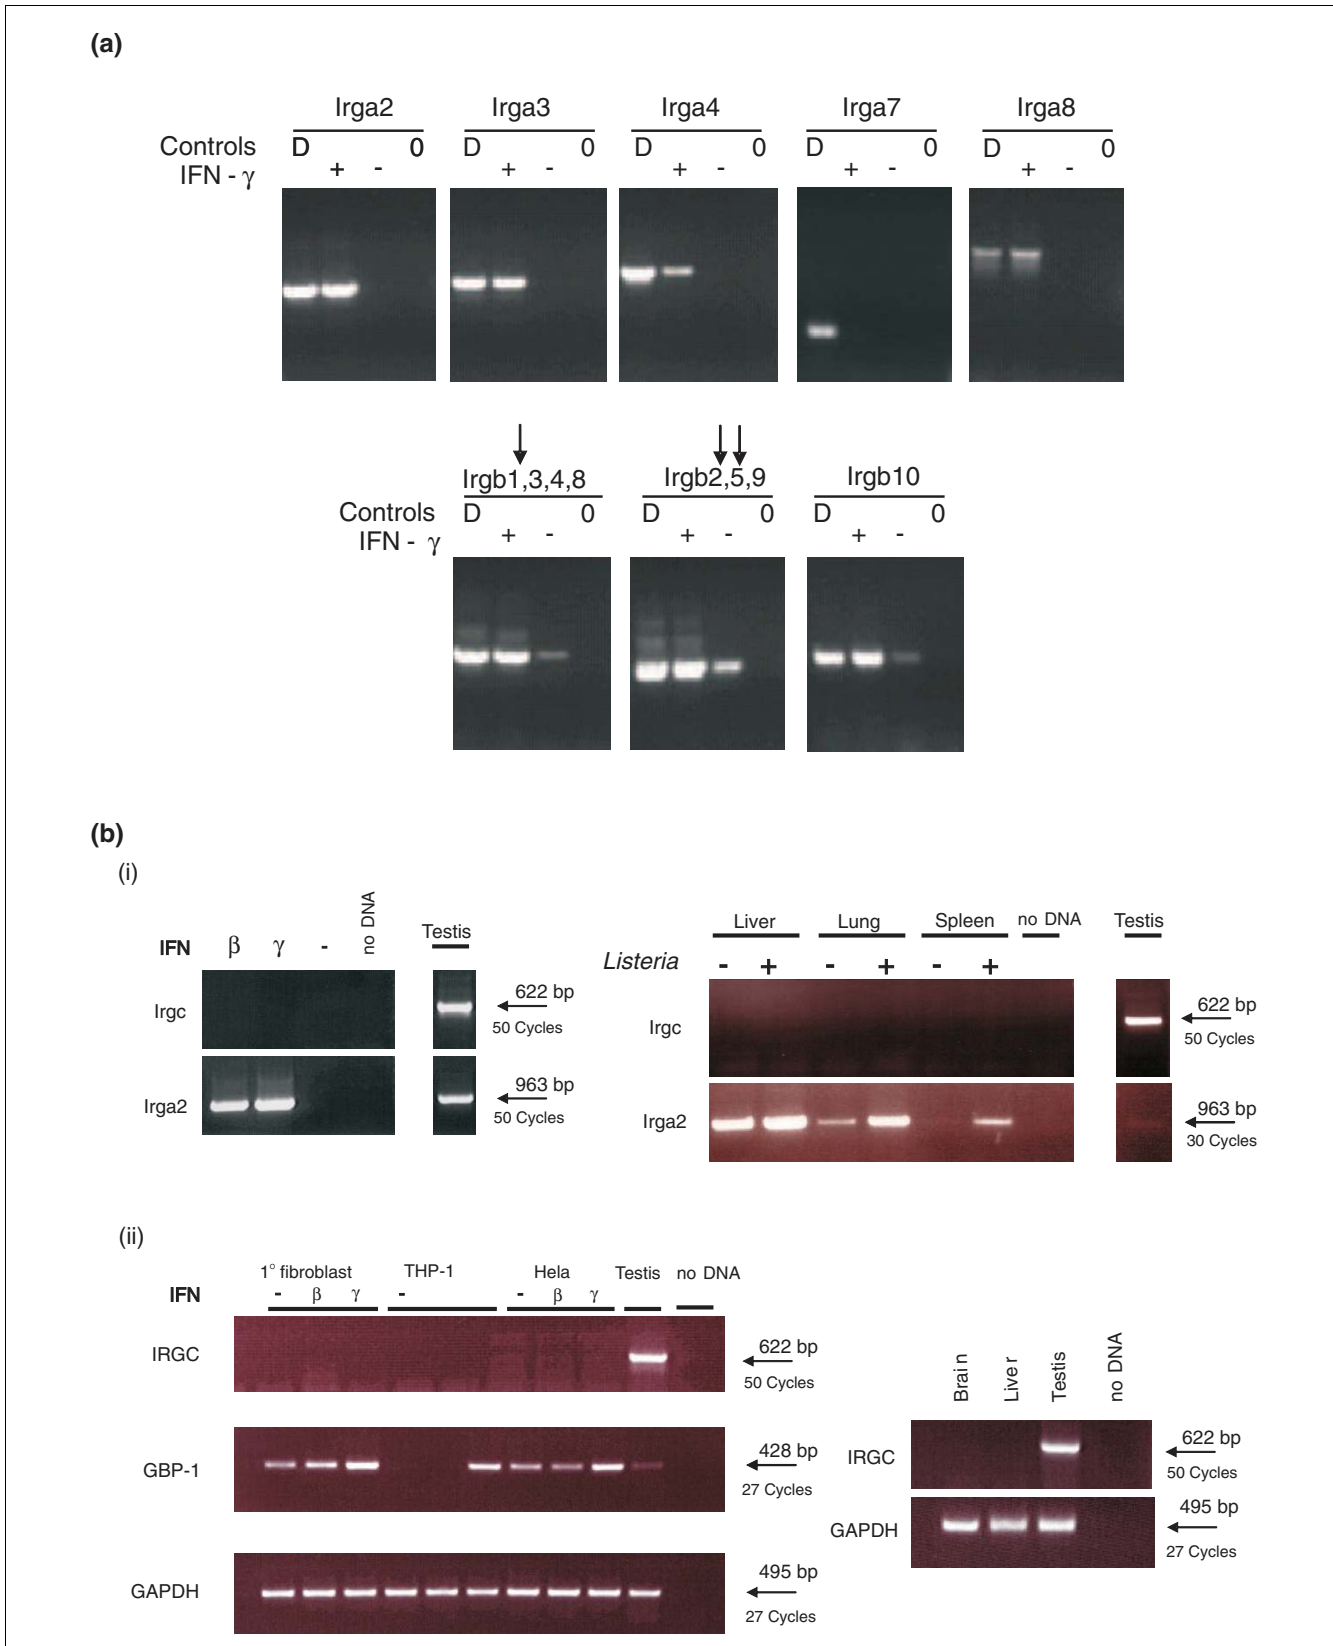 (a)
Irga2 Irga3 Irga4 Irga7 Irga8
Controls D 0 D 0 D 0 D 0 D 0
IFN - γ + - + - + - + - + -
Irgb1,3,4,8 Irgb2,5,9 Irgb10
Controls D 0 D 0 D 0
IFN - γ + - + - + -
(b)
(i)
IFN β γ - no DNA Testis
Irgc 622 bp
50 Cycles
Irga2 963 bp
50 Cycles
Liver Lung Spleen no DNA Testis
Listeria - + - + - +
Irgc 622 bp
50 Cycles
Irga2 963 bp
30 Cycles
(ii)
1° fibroblast THP-1 Hela Testis no DNA
IFN - β γ - - β γ
IRGC 622 bp
50 Cycles
GBP-1 428 bp
27 Cycles
GAPDH 495 bp
27 Cycles
Brain Liver Testis no DNA
IRGC 622 bp
50 Cycles
GAPDH 495 bp
27 Cycles